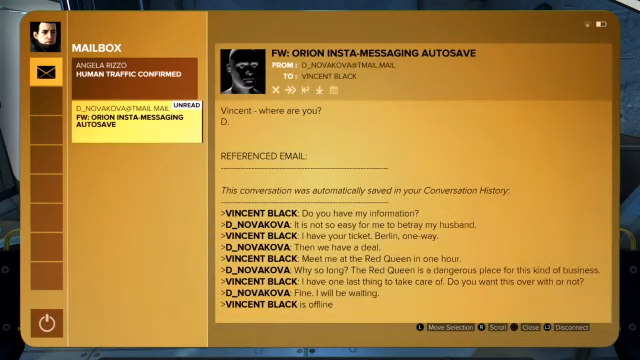 MAILBOX
ANGELA RIZZO
HUMAN TRAFFIC CONFIRMED
D_NOVAKOVA@TMAIL.MAIL
UNREAD
FW: ORION INSTA-MESSAGING
AUTOSAVE
FW: ORION INSTA-MESSAGING AUTOSAVE
FROM : D_NOVAKOVA@TMAIL.MAIL
TO : VINCENT BLACK
Vincent - where are you?
D.
REFERENCED EMAIL:
This conversation was automatically saved in your Conversation History:
>VINCENT BLACK: Do you have my information?
>D_NOVAKOVA: It is not so easy for me to betray my husband.
>VINCENT BLACK: I have your ticket. Berlin, one-way.
>D_NOVAKOVA: Then we have a deal.
>VINCENT BLACK: Meet me at the Red Queen in one hour.
>D_NOVAKOVA: Why so long? The Red Queen is a dangerous place for this kind of business.
>VINCENT BLACK: I have one last thing to take care of. Do you want this over with or not?
>D_NOVAKOVA: Fine. I will be waiting.
>VINCENT BLACK is offline
L Move Selection R Scroll Close L3 Disconnect